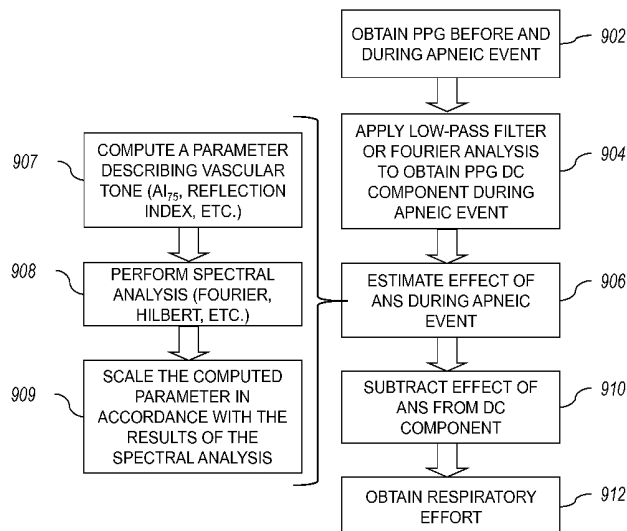 OBTAIN PPG BEFORE AND
DURING APNEIC EVENT
902
APPLY LOW-PASS FILTER
OR FOURIER ANALYSIS
TO OBTAIN PPG DC
COMPONENT DURING
APNEIC EVENT
904
ESTIMATE EFFECT OF
ANS DURING APNEIC
EVENT
906
907
COMPUTE A PARAMETER
DESCRIBING VASCULAR
TONE (AI75, REFLECTION
INDEX, ETC.)
908
PERFORM SPECTRAL
ANALYSIS (FOURIER,
HILBERT, ETC.)
909
SCALE THE COMPUTED
PARAMETER IN
ACCORDANCE WITH THE
RESULTS OF THE
SPECTRAL ANALYSIS
SUBTRACT EFFECT OF
ANS FROM DC
COMPONENT
910
OBTAIN RESPIRATORY
EFFORT
912